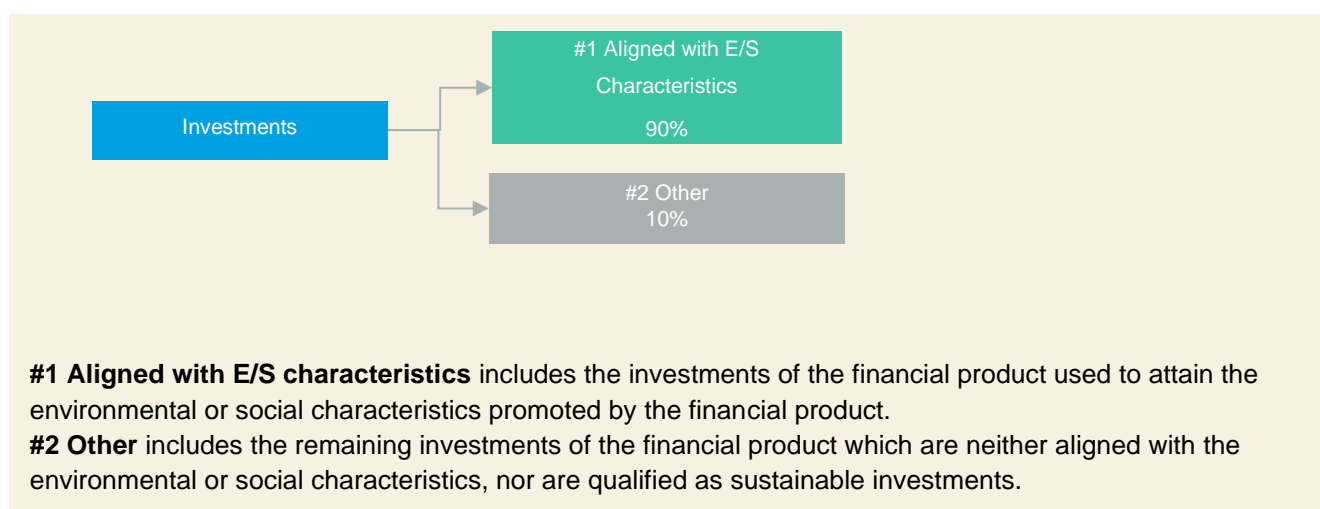 #1 Aligned with E/S
Characteristics
90%
Investments
#2 Other
10%
#1 Aligned with E/S characteristics includes the investments of the financial product used to attain the
environmental or social characteristics promoted by the financial product.
#2 Other includes the remaining investments of the financial product which are neither aligned with the
environmental or social characteristics, nor are qualified as sustainable investments.